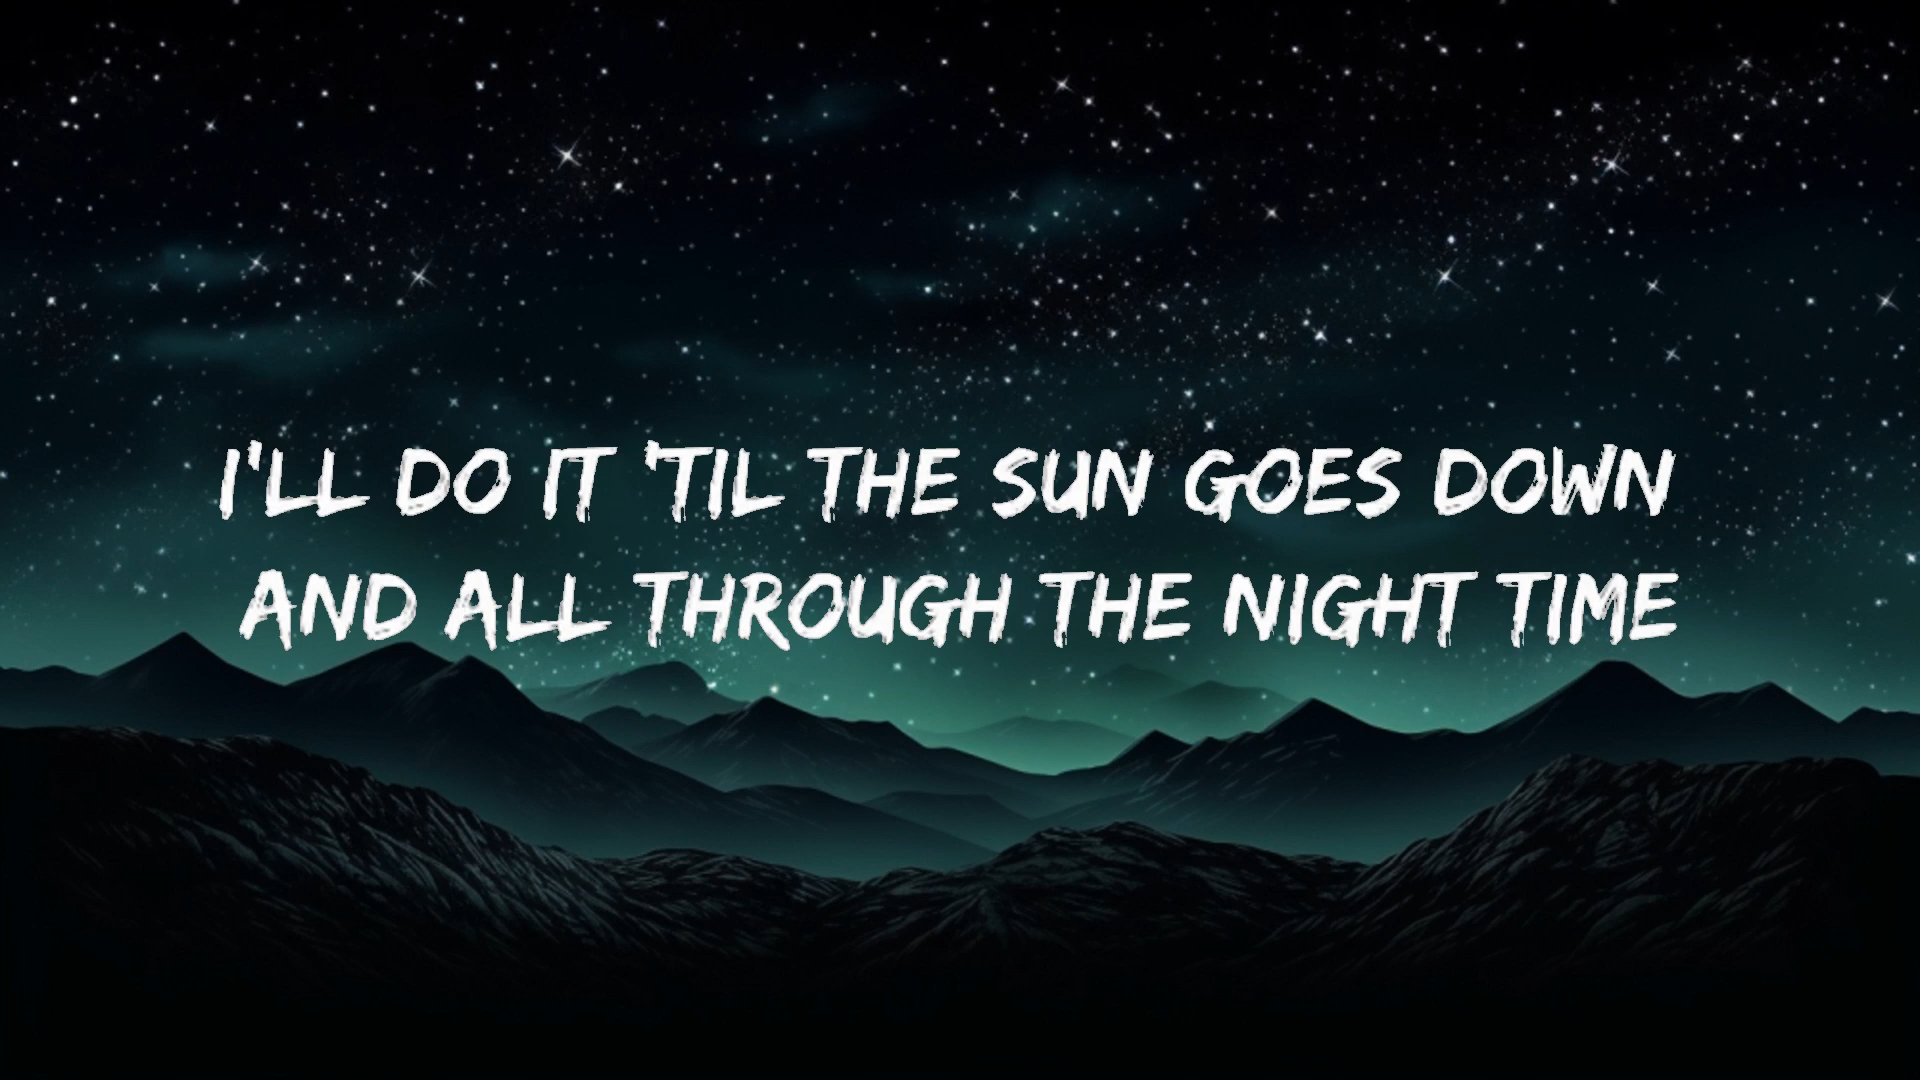 I'LL DO IT 'TIL THE SUN GOES DOWN
AND ALL THROUGH THE NIGHT TIME